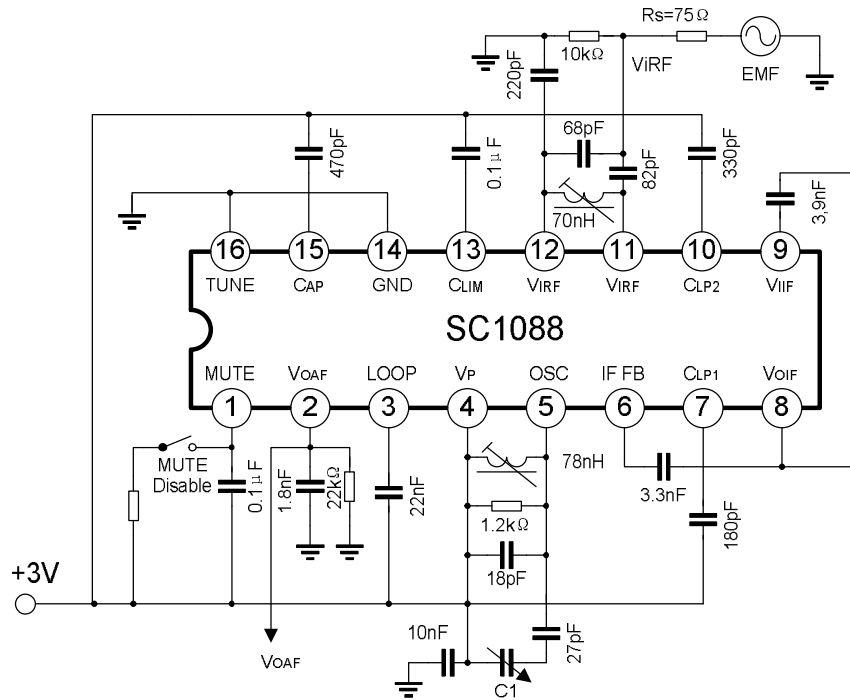 Rs=75Ω
10kΩ
ViRF
EMF
220pF
68pF
82pF
470pF
0.1μF
330pF
3,9nF
70nH
16 15 14 13 12 11 10 9
TUNE CAP GND CLIM VIRF VIRF CLP2 VIIF
SC1088
MUTE VOAF LOOP VP OSC IF FB CLP1 VOIF
1 2 3 4 5 6 7 8
MUTE
Disable
0.1μF
1.8nF
22kΩ
22nF
78nH
1.2kΩ
18pF
3.3nF
180pF
+3V
10nF
27pF
VOAF
C1